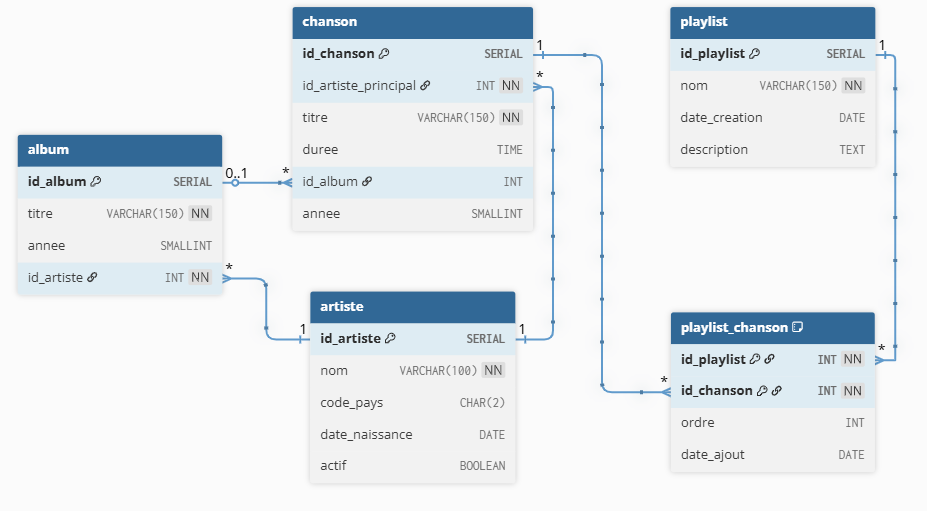 chanson
id_chanson SERIAL
id_artiste_principal INT NN
titre VARCHAR(150) NN
duree TIME
id_album INT
annee SMALLINT
playlist
id_playlist SERIAL
nom VARCHAR(150) NN
date_creation DATE
description TEXT
album
id_album SERIAL
titre VARCHAR(150) NN
annee SMALLINT
id_artiste INT NN
artiste
id_artiste SERIAL
nom VARCHAR(100) NN
code_pays CHAR(2)
date_naissance DATE
actif BOOLEAN
playlist_chanson
id_playlist INT NN
id_chanson INT NN
ordre INT
date_ajout DATE
1
*
1
0..1
*
*
1
1
*
*